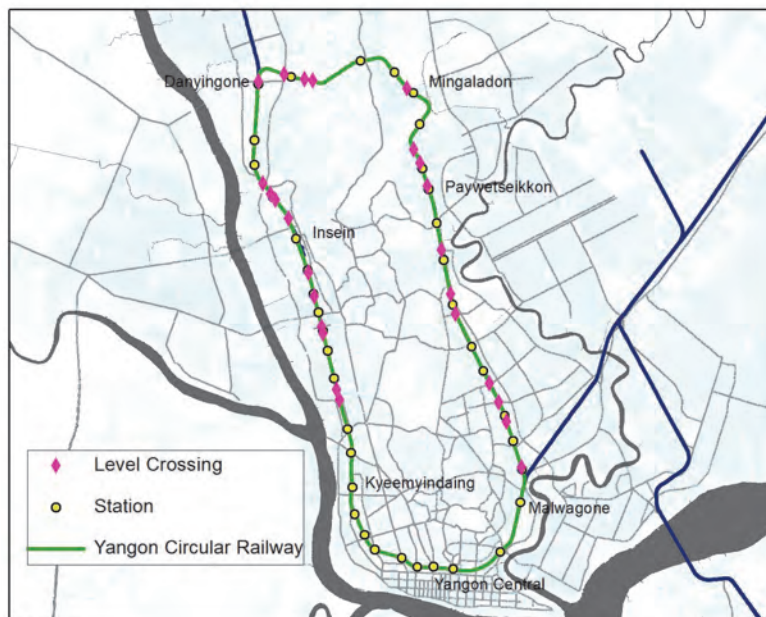 Danyingone
Mingaladon
Paywetseikkon
Insein
Level Crossing
Station
Yangon Circular Railway
Kyeemyindaing
Malwagone
Yangon Central